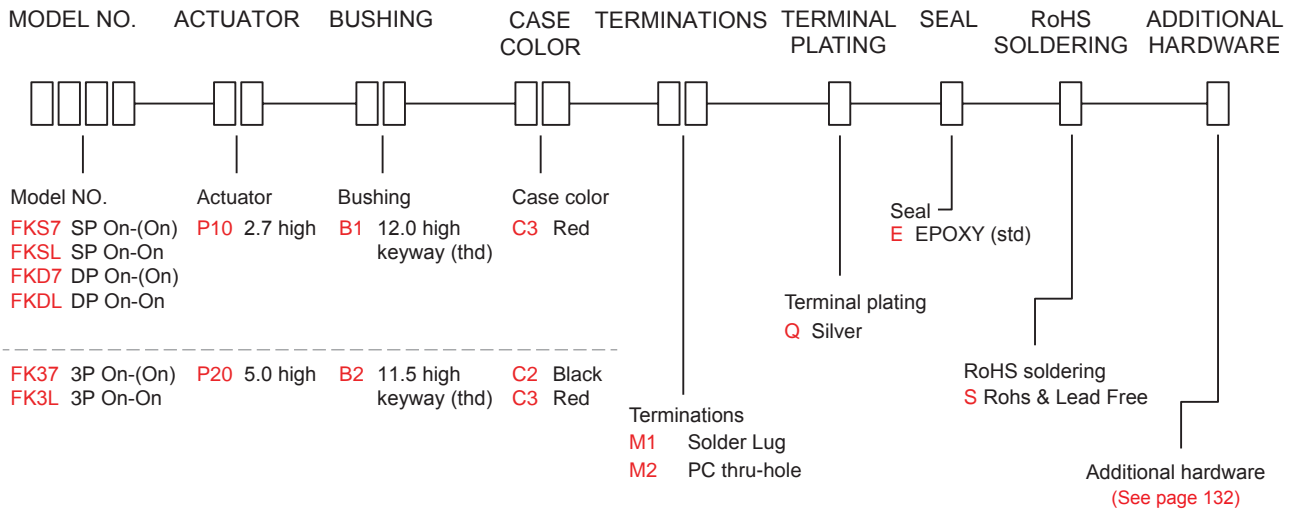 MODEL NO. ACTUATOR BUSHING CASE COLOR TERMINATIONS TERMINAL PLATING SEAL RoHS SOLDERING ADDITIONAL HARDWARE
Model NO. Actuator Bushing Case color
FKS7 SP On-(On) P10 2.7 high B1 12.0 high C3 Red
FKSL SP On-On keyway (thd)
FKD7 DP On-(On)
FKDL DP On-On
Seal
E EPOXY (std)
Terminal plating
Q Silver
FK37 3P On-(On) P20 5.0 high B2 11.5 high C2 Black
FK3L 3P On-On keyway (thd) C3 Red
RoHS soldering
S Rohs & Lead Free
Terminations
M1 Solder Lug
M2 PC thru-hole
Additional hardware
(See page 132)